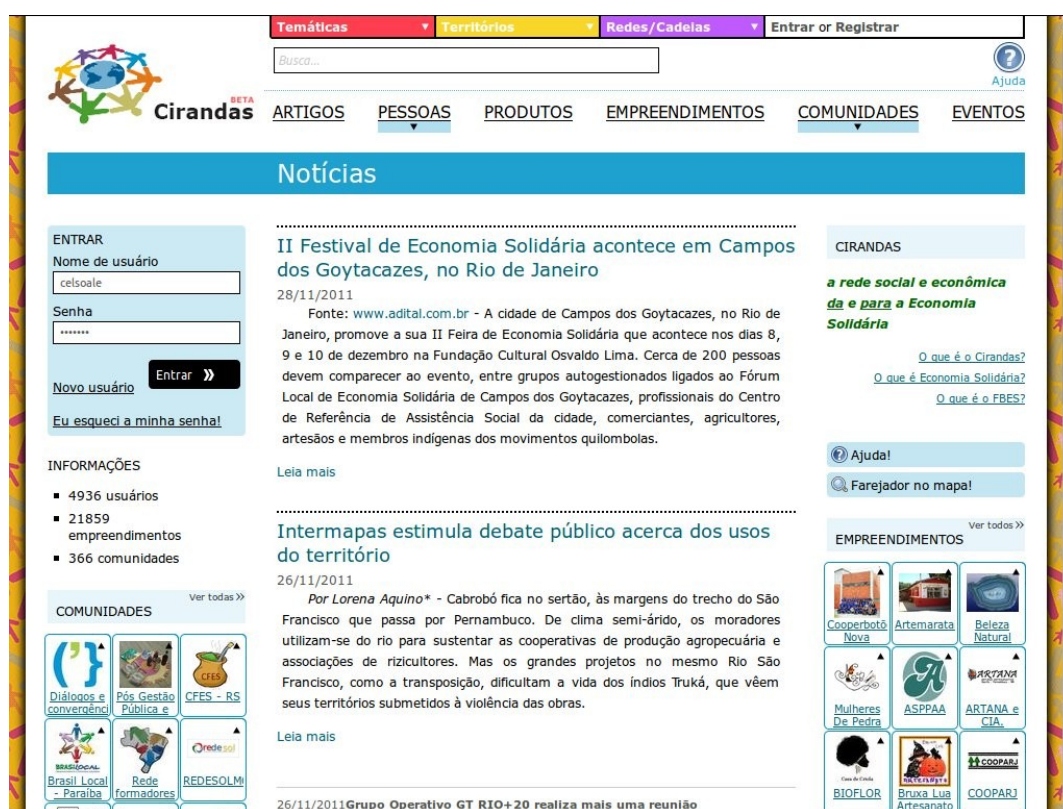 Temáticas
Territórios
Redes/Cadeias
Entrar or Registrar
Busca...
Ajuda
BETA
Cirandas
ARTIGOS
PESSOAS
PRODUTOS
EMPREENDIMENTOS
COMUNIDADES
EVENTOS
Notícias
ENTRAR
Nome de usuário
celsoale
Senha
•••••••
Entrar »
Novo usuário
Eu esqueci a minha senha!
INFORMAÇÕES
4936 usuários
21859
empreendimentos
366 comunidades
Ver todas »
COMUNIDADES
Diálogos e
convergênci
Pós Gestão
Pública e
CFES
CFES - RS
BRASIL LOCAL
Brasil Local
- Paraíba
Rede
formadores
redesol
REDESOLM
II Festival de Economia Solidária acontece em Campos
dos Goytacazes, no Rio de Janeiro
28/11/2011
Fonte: www.adital.com.br - A cidade de Campos dos Goytacazes, no Rio de
Janeiro, promove a sua II Feira de Economia Solidária que acontece nos dias 8,
9 e 10 de dezembro na Fundação Cultural Osvaldo Lima. Cerca de 200 pessoas
devem comparecer ao evento, entre grupos autogestionados ligados ao Fórum
Local de Economia Solidária de Campos dos Goytacazes, profissionais do Centro
de Referência de Assistência Social da cidade, comerciantes, agricultores,
artesãos e membros indígenas dos movimentos quilombolas.
Leia mais
Intermapas estimula debate público acerca dos usos
do território
26/11/2011
Por Lorena Aquino* - Cabrobó fica no sertão, às margens do trecho do São
Francisco que passa por Pernambuco. De clima semi-árido, os moradores
utilizam-se do rio para sustentar as cooperativas de produção agropecuária e
associações de rizicultores. Mas os grandes projetos no mesmo Rio São
Francisco, como a transposição, dificultam a vida dos índios Truká, que vêem
seus territórios submetidos à violência das obras.
Leia mais
26/11/2011Grupo Operativo GT RIO+20 realiza mais uma reunião
CIRANDAS
a rede social e econômica
da e para a Economia
Solidária
O que é o Cirandas?
O que é Economia Solidária?
O que é o FBES?
Ajuda!
Farejador no mapa!
Ver todos »
EMPREENDIMENTOS
Cooperbotô
Nova
Artemarata
Beleza
Natural
Mulheres
De Pedra
ASPPAA
ARTANA
ARTANA e
CIA.
BIOFLOR
Bruxa Lua
Artesanato
COOPARJ
COOPARJ